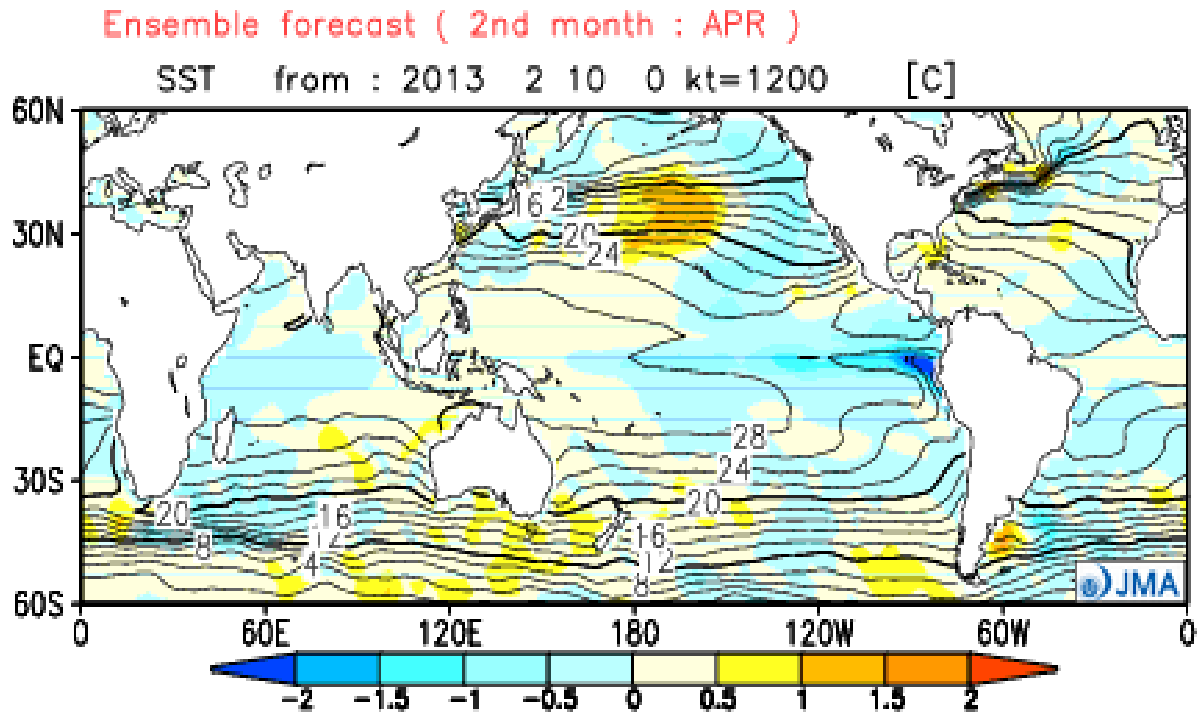 Ensemble forecast ( 2nd month : APR )
SST from : 2013 2 10 0 kt=1200 [C]
60N
30N
EQ
30S
60S
16 2
20
24
28
24
20
20
16
12
8
4
16
12
8
JMA
0 60E 120E 180 120W 60W 0
-2 -1.5 -1 -0.5 0 0.5 1 1.5 2